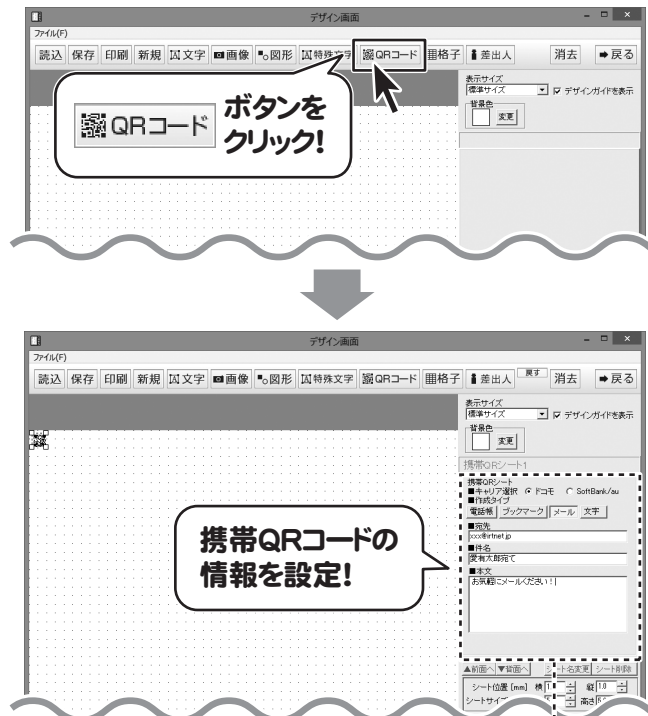 デザイン画面
ファイル(F)
読込 保存 印刷 新規 文字 画像 図形 特殊文字 QRコード 格子 差出人 消去 戻る
表示サイズ
標準サイズ デザインガイドを表示
背景色
変更
QRコード ボタンを
クリック!
デザイン画面
ファイル(F)
読込 保存 印刷 新規 文字 画像 図形 特殊文字 QRコード 格子 差出人 戻す 消去 戻る
表示サイズ
標準サイズ デザインガイドを表示
背景色
変更
携帯QRシート1
携帯QRシート
■キャリア選択 ドコモ SoftBank/au
■作成タイプ
電話帳 ブックマーク メール 文字
■宛先
xxx@irtnet.jp
■件名
愛有太郎宛て
■本文
お気軽にメールください!
携帯QRコードの
情報を設定!
▲前面へ ▼背面へ シート名変更 シート削除
シート位置 [mm] 横 縦 1.0
シートサイズ 高さ